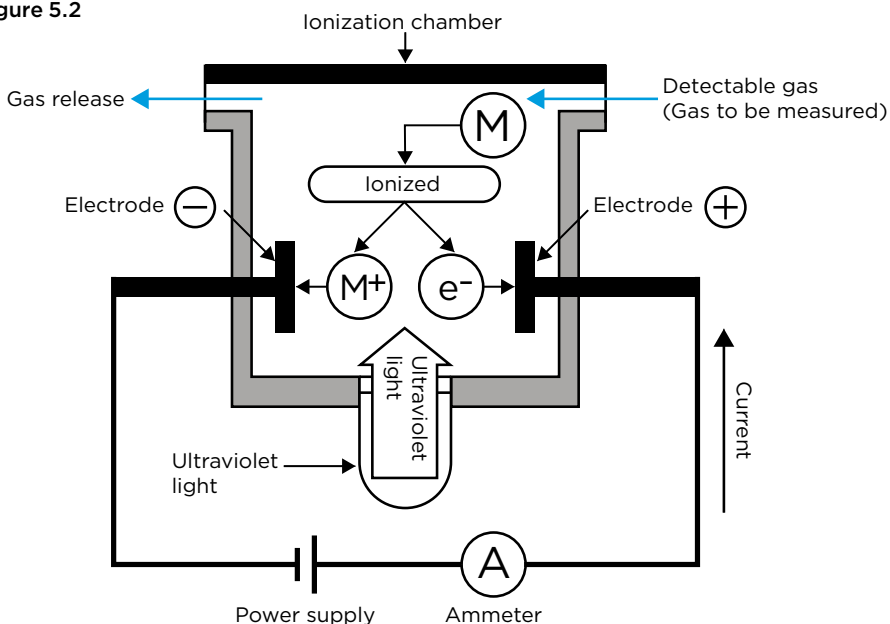 gure 5.2
Ionization chamber
Gas release
Detectable gas
(Gas to be measured)
M
Ionized
Electrode −
Electrode +
M+
e-
Ultraviolet
light
Ultraviolet
light
Current
A
Power supply
Ammeter